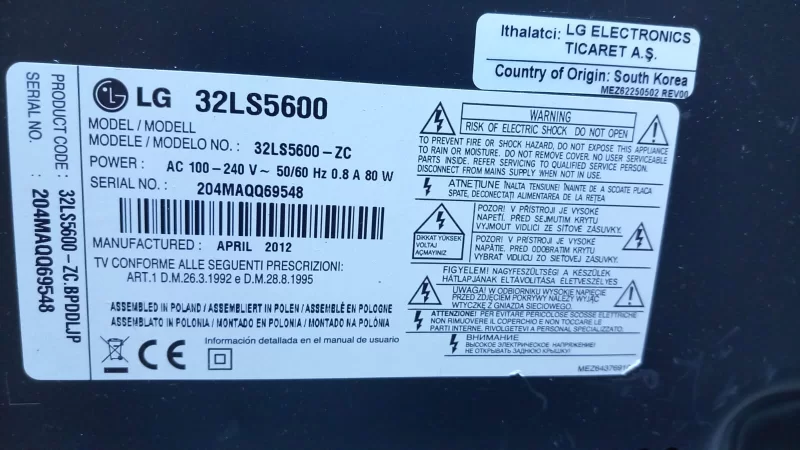 Ithalatci: LG ELECTRONICS
TICARET A.Ş.
Country of Origin: South Korea
MEZ62250502 REV00
PRODUCT CODE : 32LS5600-ZC.BPDDLJP
SERIAL NO. : 204MAQQ69548
LG 32LS5600
MODEL / MODELL
MODELE / MODELO NO. : 32LS5600-ZC
POWER : AC 100-240 V~ 50/60 Hz 0.8 A 80 W
SERIAL NO. : 204MAQQ69548
MANUFACTURED : APRIL 2012
TV CONFORME ALLE SEGUENTI PRESCRIZIONI:
ART.1 D.M.26.3.1992 e D.M.28.8.1995
ASSEMBLED IN POLAND / ASSEMBLIERT IN POLEN / ASSEMBLÈ EN POLOGNE
ASSEMBLATO IN POLONIA / MONTADO EN POLONIA / MONTADO NA POLÓNIA
CE
Información detallada en el manual de usuario
WARNING
RISK OF ELECTRIC SHOCK DO NOT OPEN
TO PREVENT FIRE OR SHOCK HAZARD, DO NOT EXPOSE THIS APPLIANCE
TO RAIN OR MOISTURE. DO NOT REMOVE COVER. NO USER SERVICEABLE
PARTS INSIDE. REFER SERVICING TO QUALIFIED SERVICE PERSON.
DISCONNECT FROM MAINS SUPPLY WHEN NOT IN USE.
ATENȚIUNE ÎNALTA TENSIUNE! ÎNAINTE DE A SCOATE PLACA
SPATE, DECONECTAȚI ALIMENTAREA DE LA REȚEA
DIKKAT YÜKSEK
VOLTAJ
AÇMAYINIZ
POZOR! V PŘÍSTROJI JE VYSOKÉ
NAPETÍ. PŘED SEJMUTÍM KRYTU
VYJMOUT VIDLICI ZE SÍŤOVÉ ZÁSUVKY.
POZOR! V PRÍSTROJI JE VYSOKÉ
NAPÄTIE. PRED ODOBRATÍM KRYTU
VYBRAT VIDLICU ZO SIEŤOVEJ ZÁSUVKY.
FIGYELEM! NAGYFESZÜLTSÉG! A KÉSZÜLÉK
HÁTLAPJÁNAK ELTÁVOLÍTÁSA ÉLETVESZÉLYES
UWAGA! W ODBIORNIKU WYSOKIE NAPIĘCIE
PRZED ZDJĘCIEM POKRYWY NALEŻY WYJĄĆ
WTYCZKĘ Z GNIAZDA SIECIOWEGO.
ATTENZIONE! PER EVITARE PERICOLOSE SCOSSE ELETTRICHE
NON RIMUOVERE IL COPERCHIO E NON TOCCARE LE
PARTI INTERNE, RIVOLGETEVI A PERSONAL SPECIALIZZATO.
ВНИМАНИЕ
ВЫСОКОЕ ЭЛЕКТРИЧЕСКОЕ НАПРЯЖЕНИЕ
НЕ ОТКРЫВАТЬ ЗАДНЮЮ КРЫШКУ!